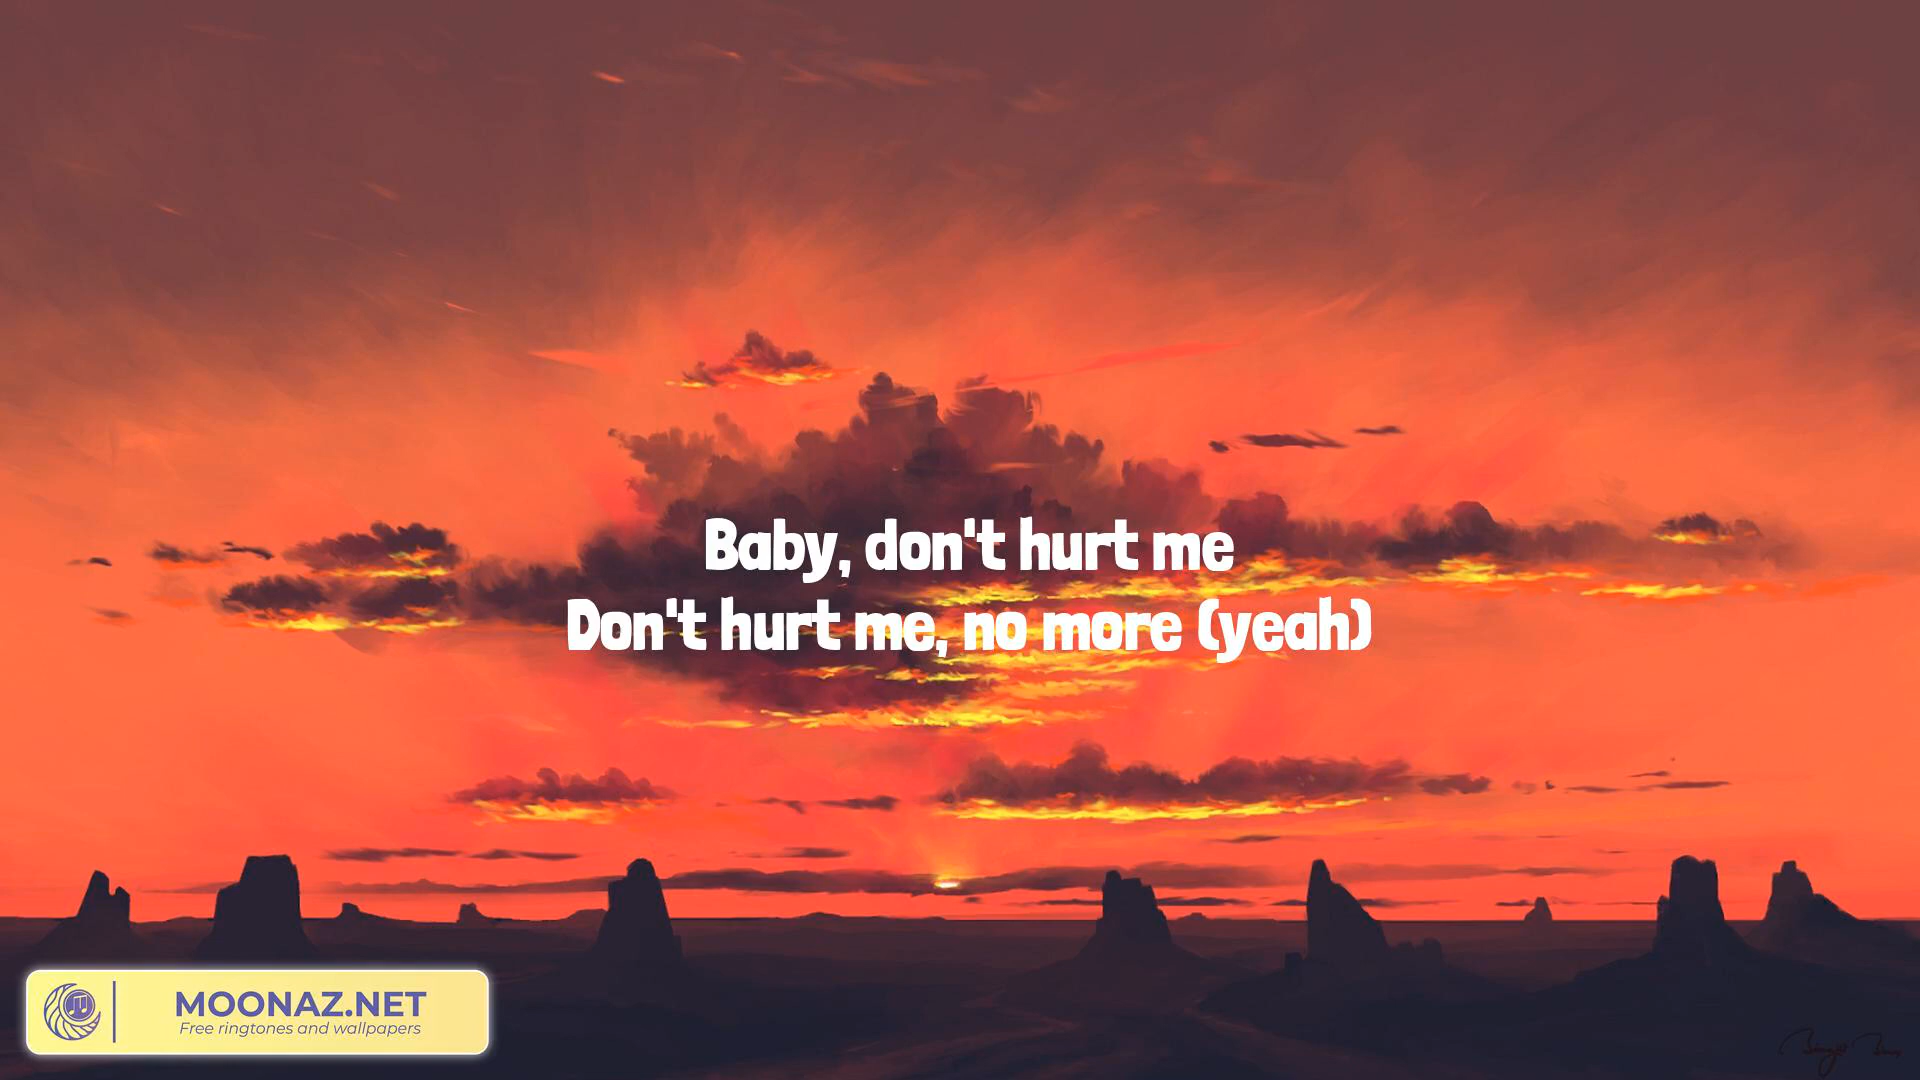 Baby, don't hurt me
Don't hurt me, no more (yeah)
MOONAZ.NET
Free ringtones and wallpapers